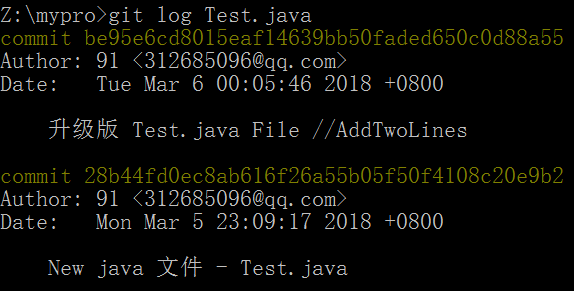 Z:\mypro>git log Test.java
commit be95e6cd8015eaf14639bb50faded650c0d88a55
Author: 91 <312685096@qq.com>
Date:   Tue Mar 6 00:05:46 2018 +0800
升级版 Test.java File //AddTwoLines
commit 28b44fd0ec8ab616f26a55b05f50f4108c20e9b2
Author: 91 <312685096@qq.com>
Date:   Mon Mar 5 23:09:17 2018 +0800
New java 文件 - Test.java